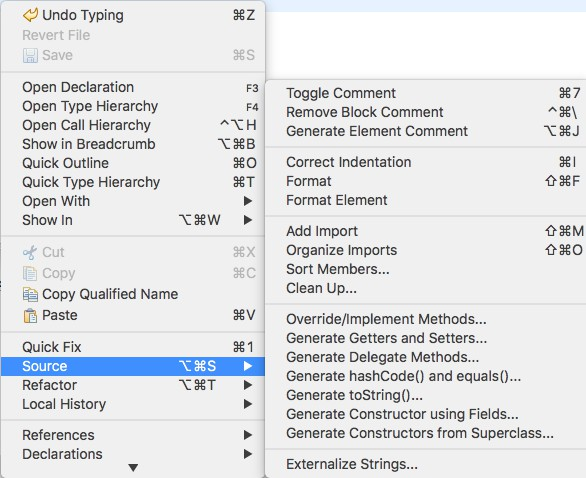 Undo Typing ⌘Z
Revert File
Save ⌘S
Open Declaration F3
Open Type Hierarchy F4
Open Call Hierarchy ^⌥H
Show in Breadcrumb ⌥⌘B
Quick Outline ⌘O
Quick Type Hierarchy ⌘T
Open With ▶
Show In ⌥⌘W ▶
Cut ⌘X
Copy ⌘C
Copy Qualified Name
Paste ⌘V
Quick Fix ⌘1
Source ⌥⌘S ▶
Refactor ⌥⌘T ▶
Local History ▶
References ▶
Declarations ▶
Toggle Comment ⌘7
Remove Block Comment ^⌘\
Generate Element Comment ⌥⌘J
Correct Indentation ⌘I
Format ⇧⌘F
Format Element
Add Import ⇧⌘M
Organize Imports ⇧⌘O
Sort Members...
Clean Up...
Override/Implement Methods...
Generate Getters and Setters...
Generate Delegate Methods...
Generate hashCode() and equals()...
Generate toString()...
Generate Constructor using Fields...
Generate Constructors from Superclass...
Externalize Strings...